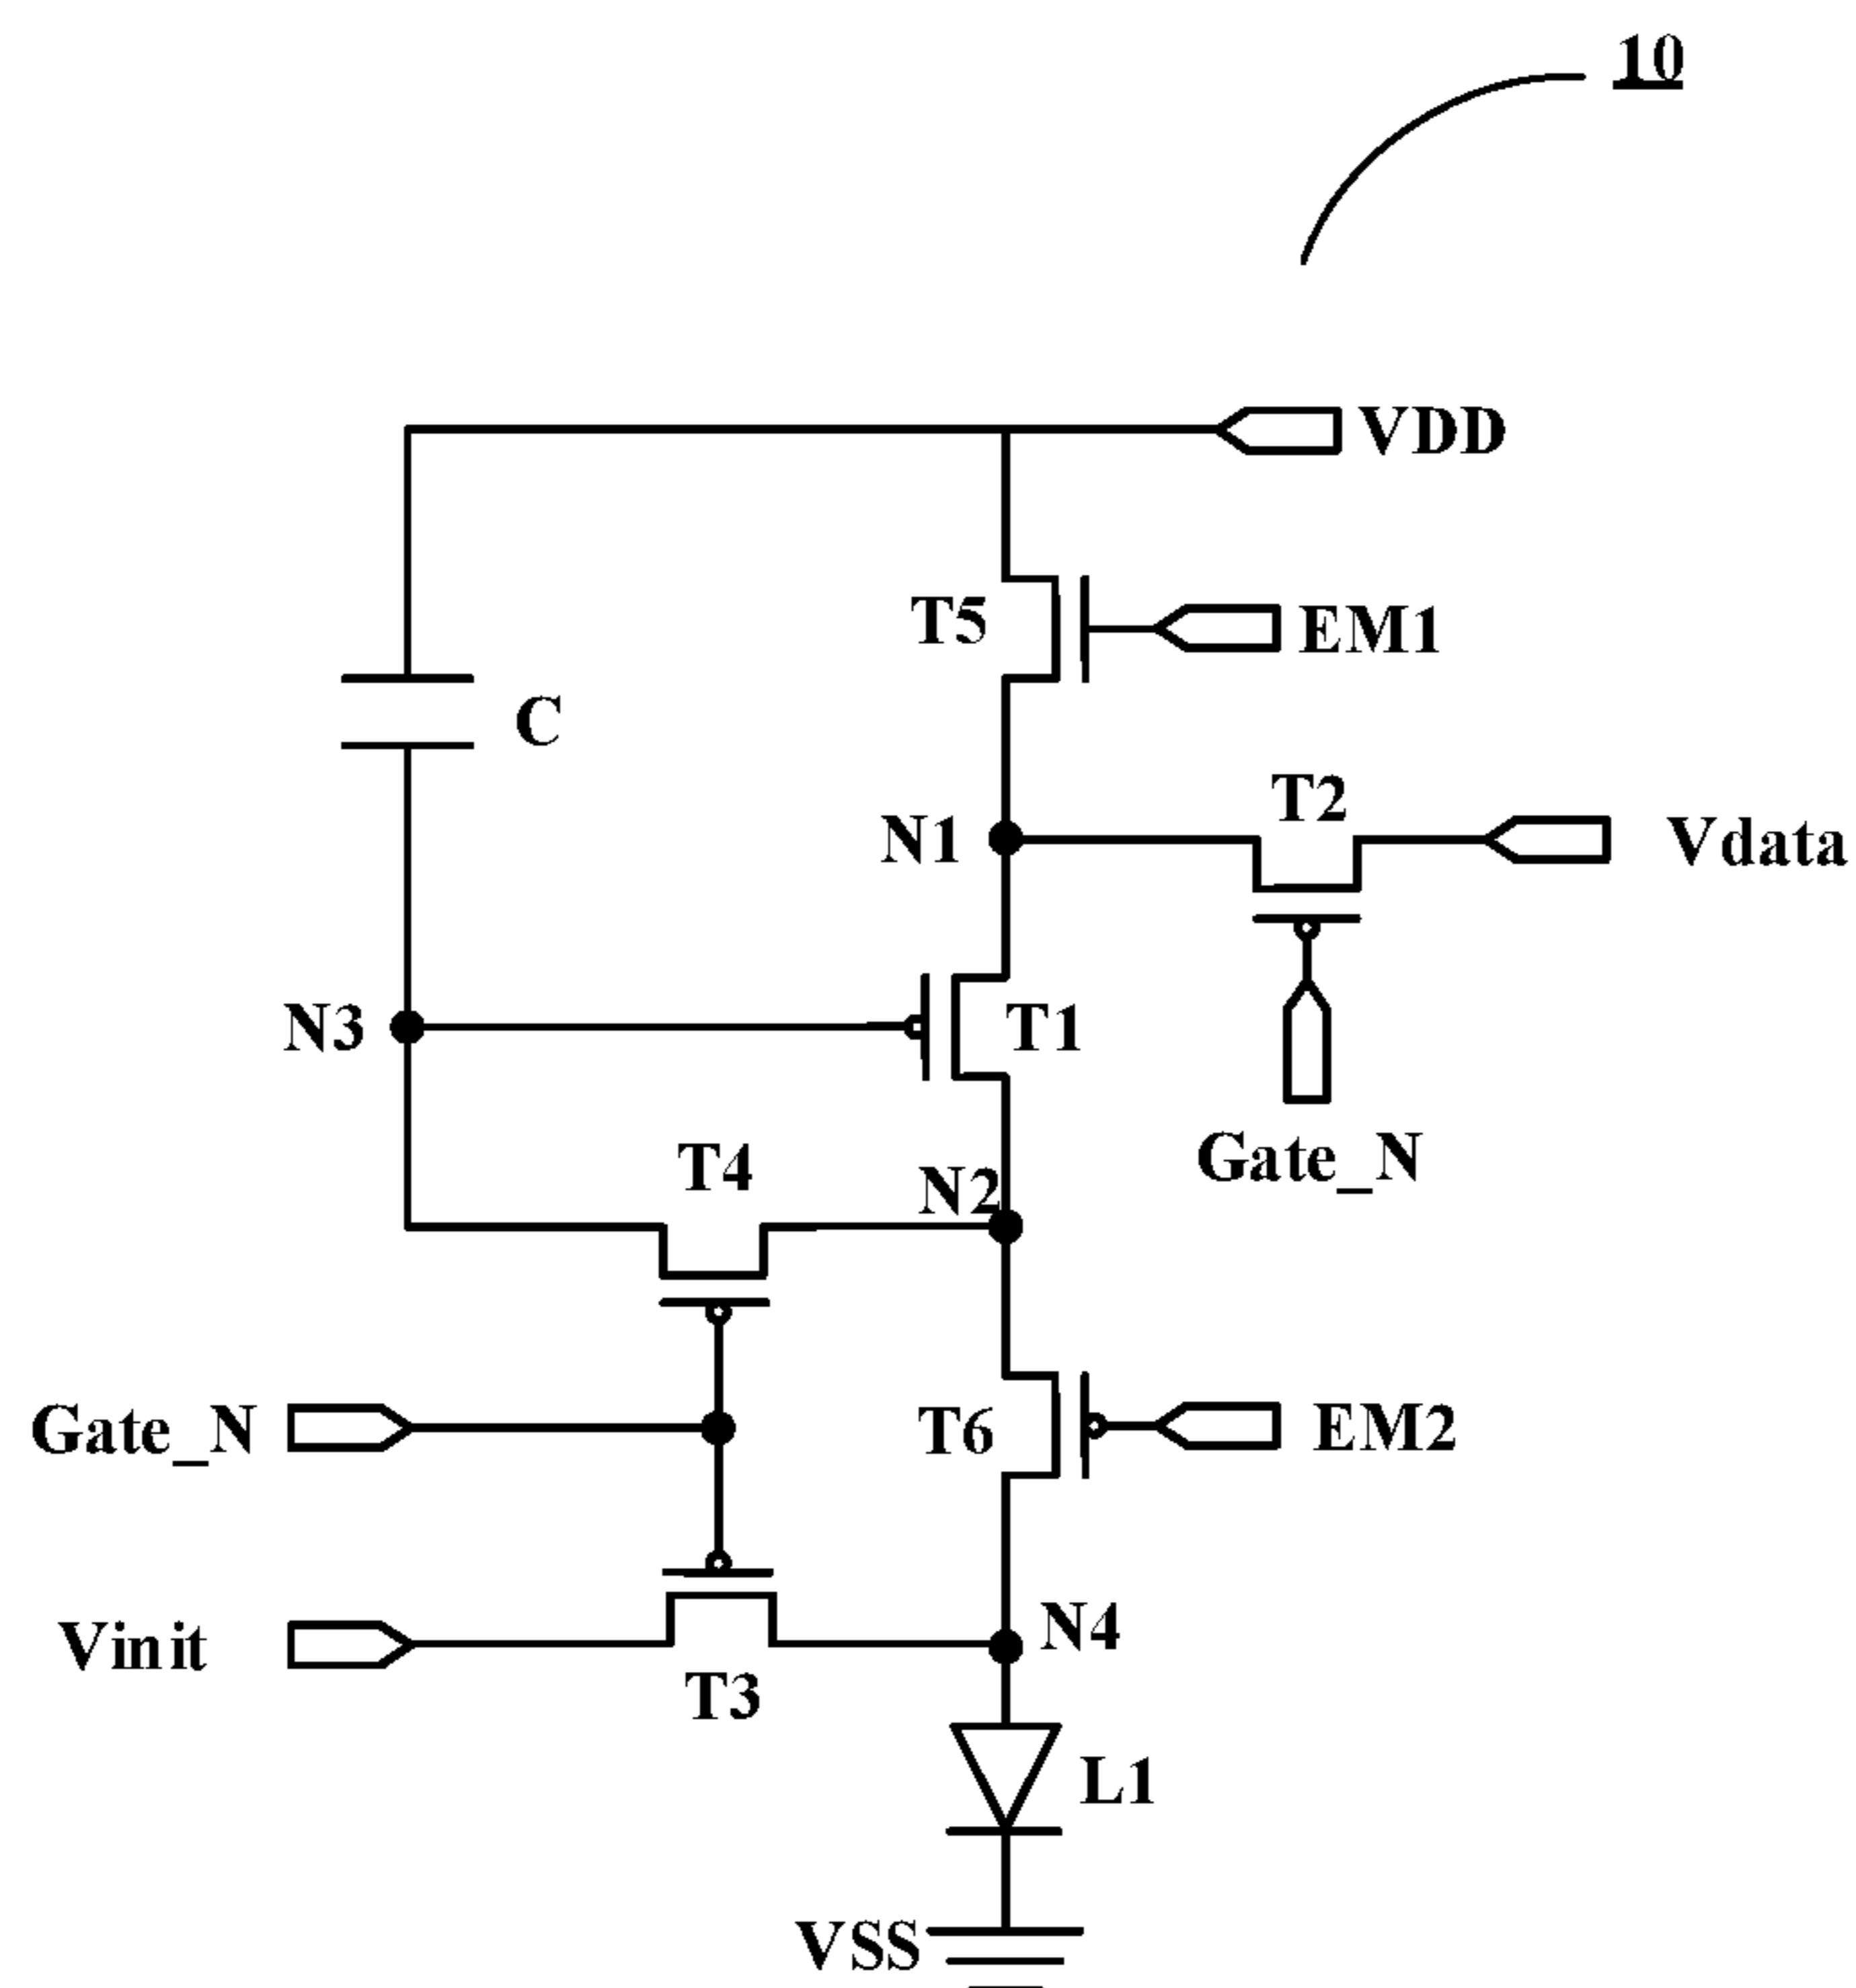 10
VDD
T5
EM1
C
T2
N1
Vdata
N3
T1
Gate_N
T4
N2
Gate_N
T6
EM2
Vinit
N4
T3
L1
VSS